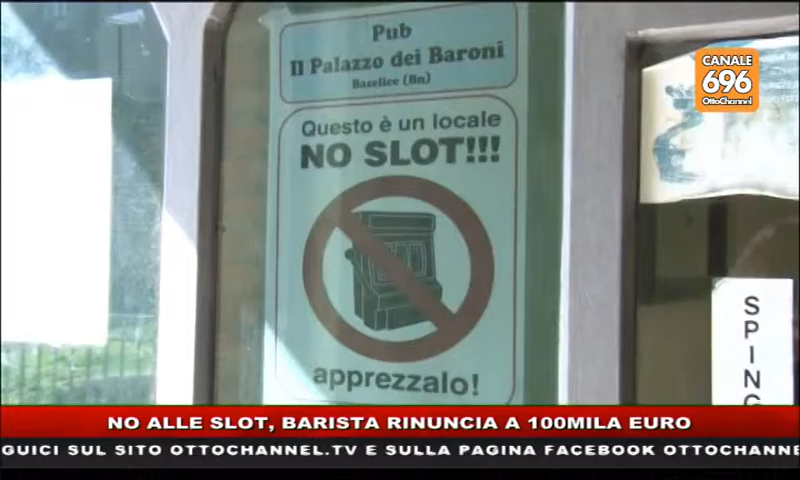 Pub
Il Palazzo dei Baroni
Baselice (Bn)
Questo è un locale
NO SLOT!!!
apprezzalo!
CANALE
696
OttoChannel
SPING
NO ALLE SLOT, BARISTA RINUNCIA A 100MILA EURO
GUICI SUL SITO OTTOCHANNEL.TV E SULLA PAGINA FACEBOOK OTTOCHANNE